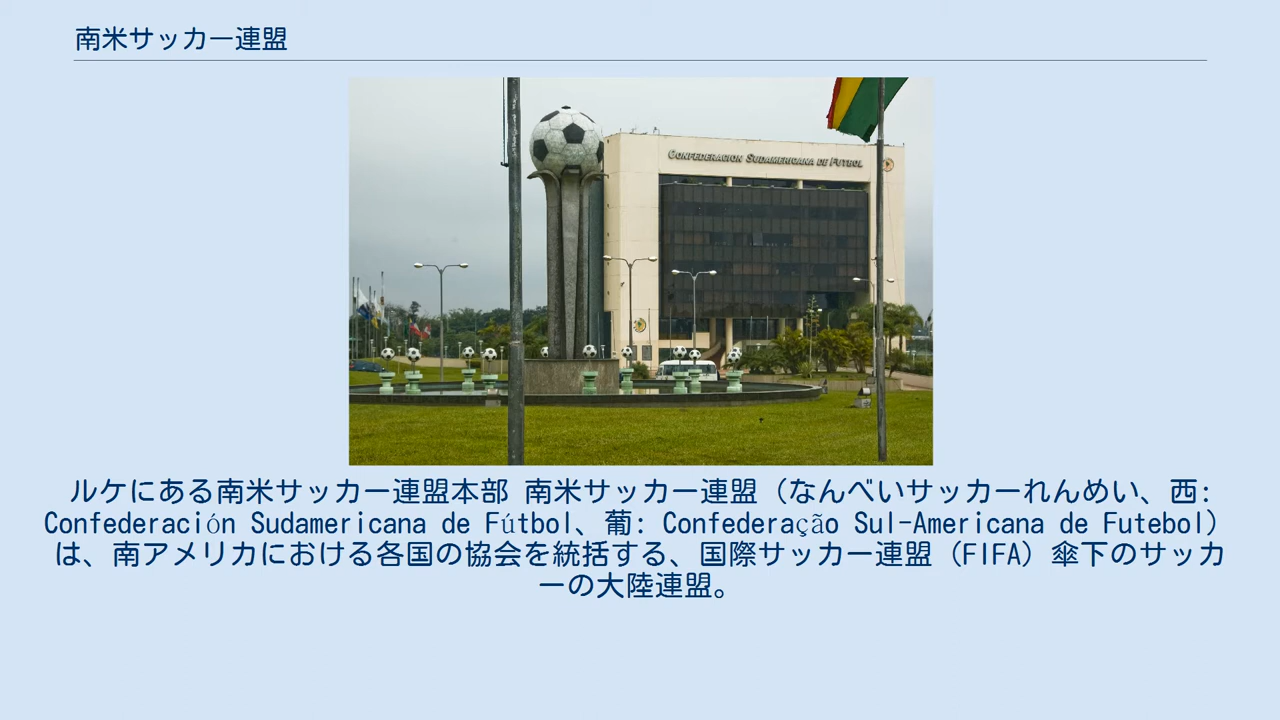 南米サッカー連盟
CONFEDERACION SUDAMERICANA DE FUTBOL
ルケにある南米サッカー連盟本部 南米サッカー連盟（なんべいサッカーれんめい、西:
Confederación Sudamericana de Fútbol、葡: Confederação Sul-Americana de Futebol）
は、南アメリカにおける各国の協会を統括する、国際サッカー連盟（FIFA）傘下のサッカ
ーの大陸連盟。